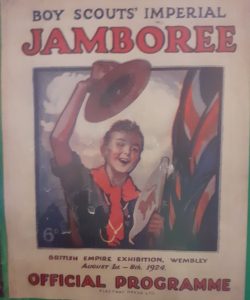 BOY SCOUTS' IMPERIAL
JAMBOREE
6D
BRITISH EMPIRE EXHIBITION, WEMBLEY
AUGUST 1st - 8th. 1924.
OFFICIAL PROGRAMME